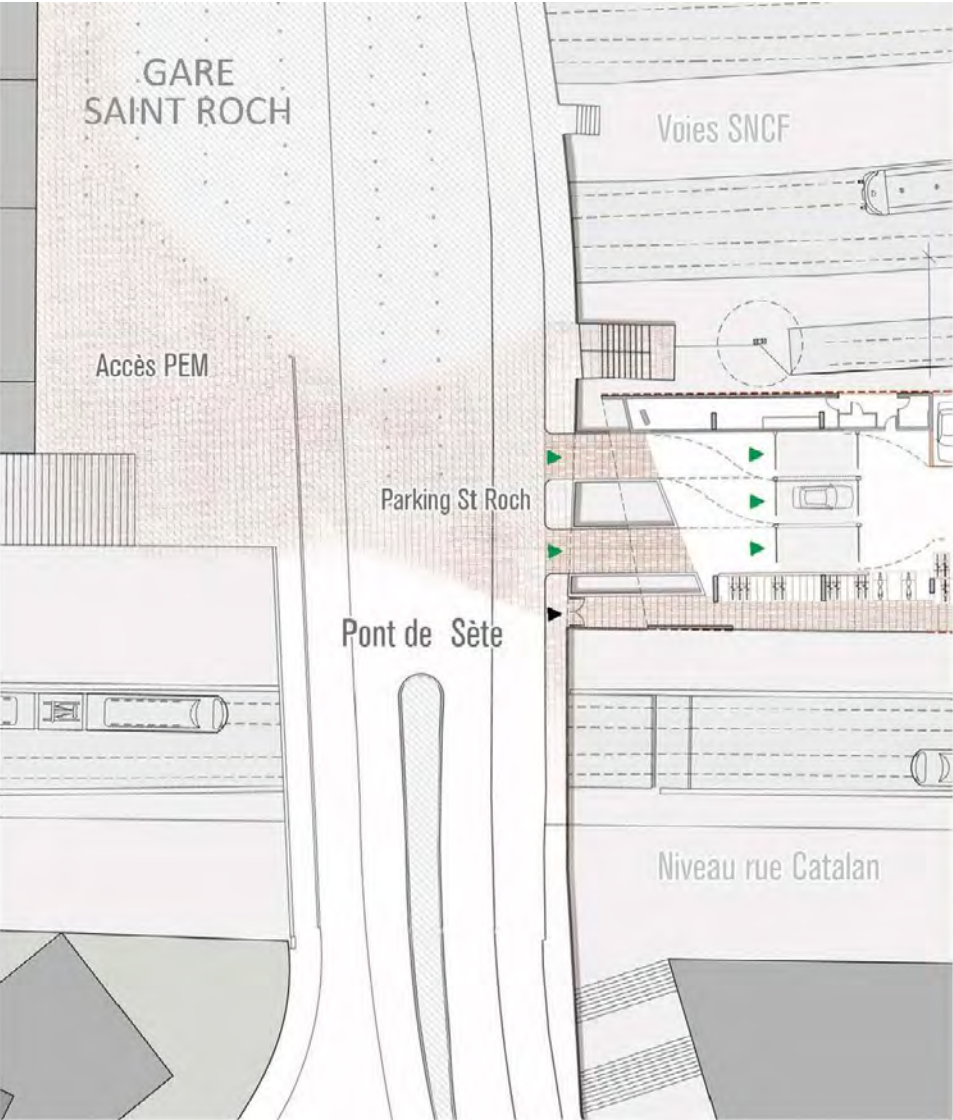 GARE
SAINT ROCH
Voies SNCF
Accès PEM
Parking St Roch
Pont de Sète
Niveau rue Catalan